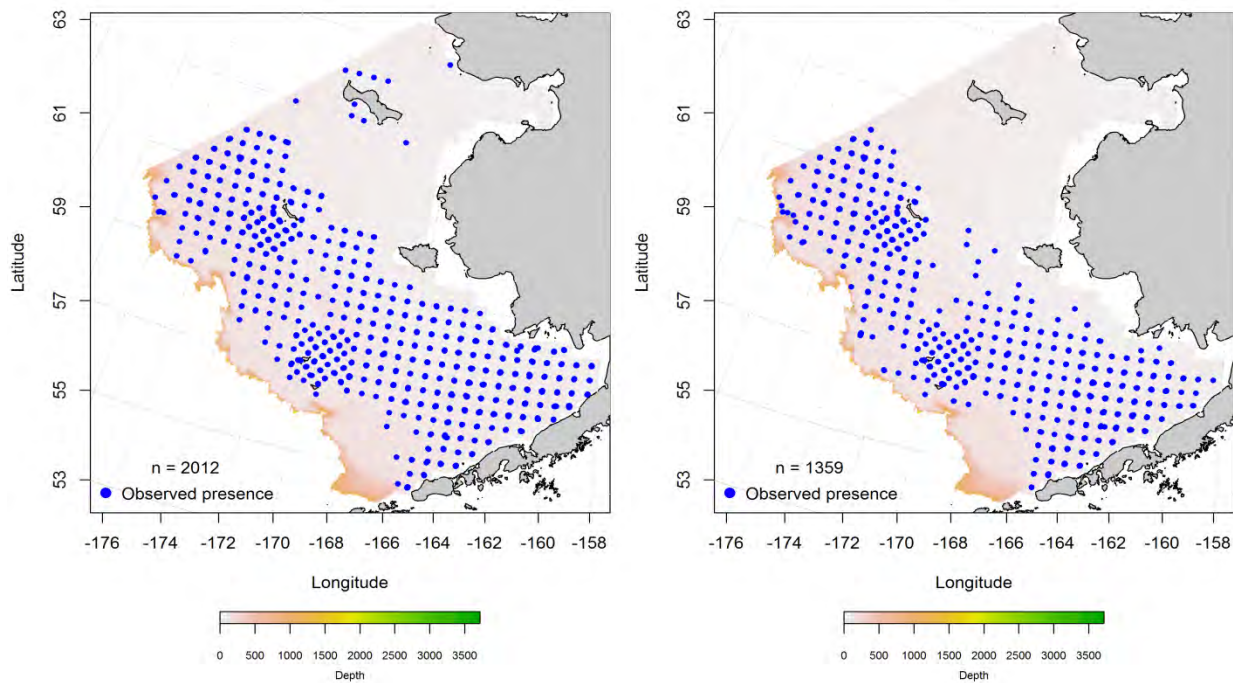 63
61
59
57
55
53
Latitude
n = 2012
Observed presence
-176 -174 -172 -170 -168 -166 -164 -162 -160 -158
Longitude
0 500 1000 1500 2000 2500 3000 3500
Depth
63
61
59
57
55
53
Latitude
n = 1359
Observed presence
-176 -174 -172 -170 -168 -166 -164 -162 -160 -158
Longitude
0 500 1000 1500 2000 2500 3000 3500
Depth